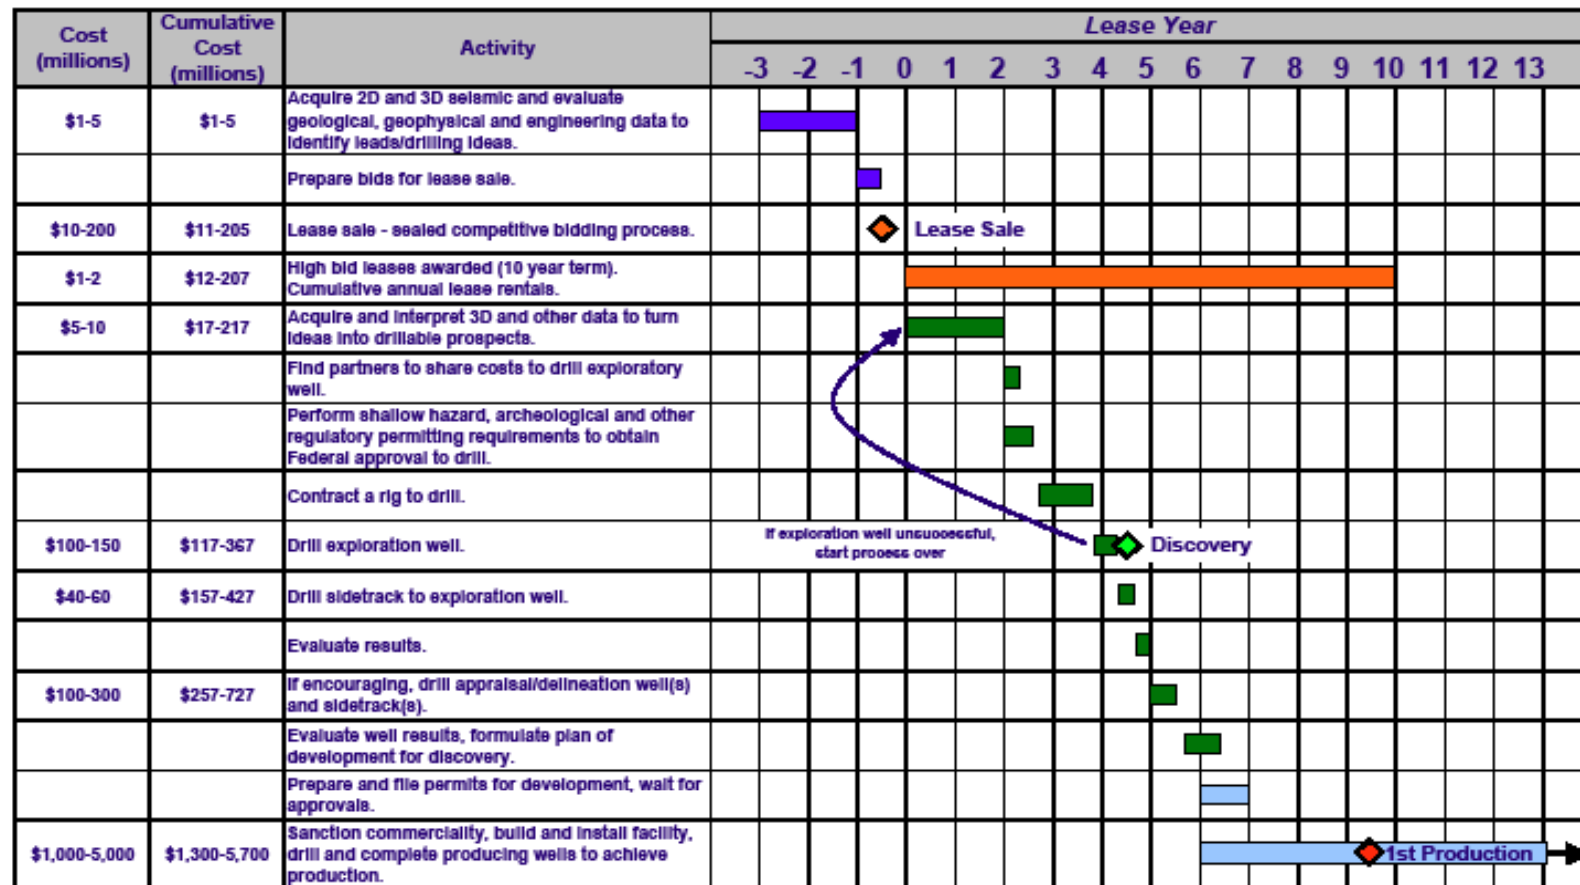 Cost
(millions)
Cumulative
Cost
(millions)
Activity
Lease Year
-3 -2 -1 0 1 2 3 4 5 6 7 8 9 10 11 12 13
$1-5
$1-5
Acquire 2D and 3D seismic and evaluate
geological, geophysical and engineering data to
identify leads/drilling ideas.
Prepare bids for lease sale.
$10-200
$11-205
Lease sale - sealed competitive bidding process.
Lease Sale
$1-2
$12-207
High bid leases awarded (10 year term).
Cumulative annual lease rentals.
$5-10
$17-217
Acquire and interpret 3D and other data to turn
ideas into drillable prospects.
Find partners to share costs to drill exploratory
well.
Perform shallow hazard, archeological and other
regulatory permitting requirements to obtain
Federal approval to drill.
Contract a rig to drill.
$100-150
$117-367
Drill exploration well.
If exploration well unsuccessful,
start process over
Discovery
$40-60
$157-427
Drill sidetrack to exploration well.
Evaluate results.
$100-300
$257-727
If encouraging, drill appraisal/delineation well(s)
and sidetrack(s).
Evaluate well results, formulate plan of
development for discovery.
Prepare and file permits for development, wait for
approvals.
$1,000-5,000
$1,300-5,700
Sanction commerciality, build and install facility,
drill and complete producing wells to achieve
production.
1st Production